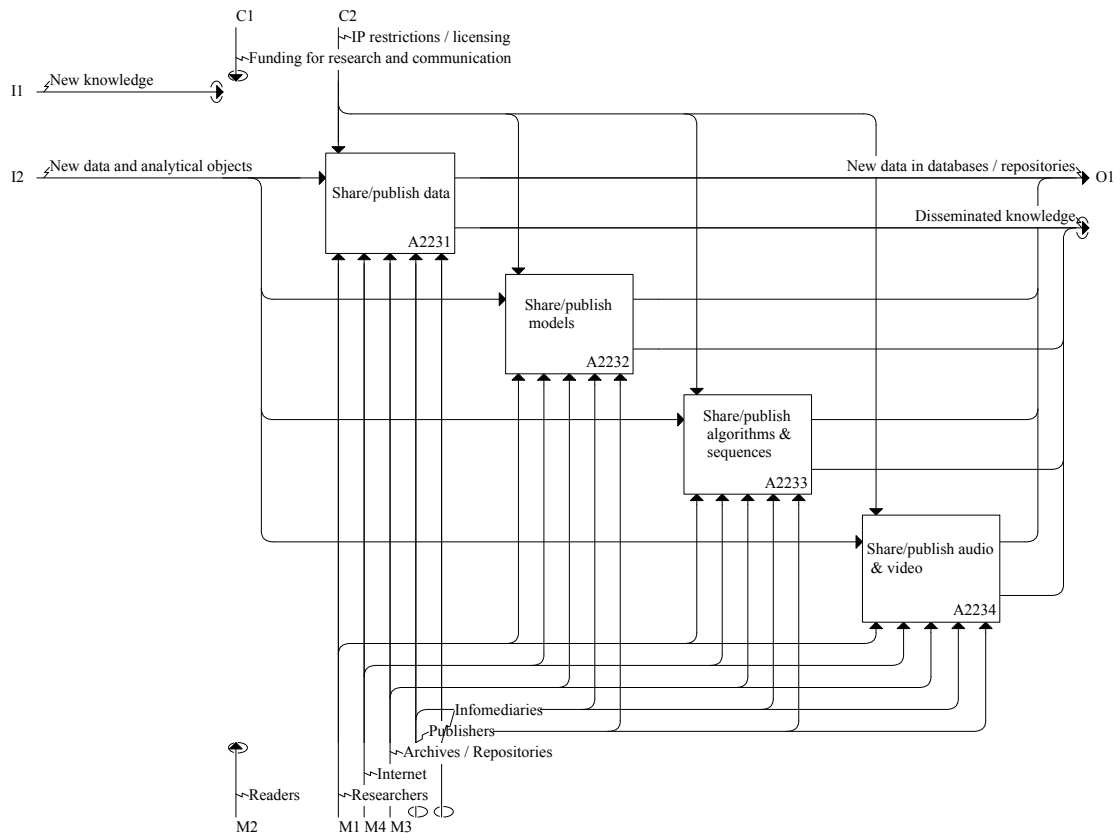 C1
C2
IP restrictions / licensing
Funding for research and communication
New knowledge
I1
New data and analytical objects
I2
New data in databases / repositories
O1
Share/publish data
Disseminated knowledge
A2231
Share/publish
models
A2232
Share/publish
algorithms &
sequences
A2233
Share/publish audio
& video
A2234
Infomediaries
Publishers
Archives / Repositories
Internet
Readers
Researchers
M2
M1 M4 M3